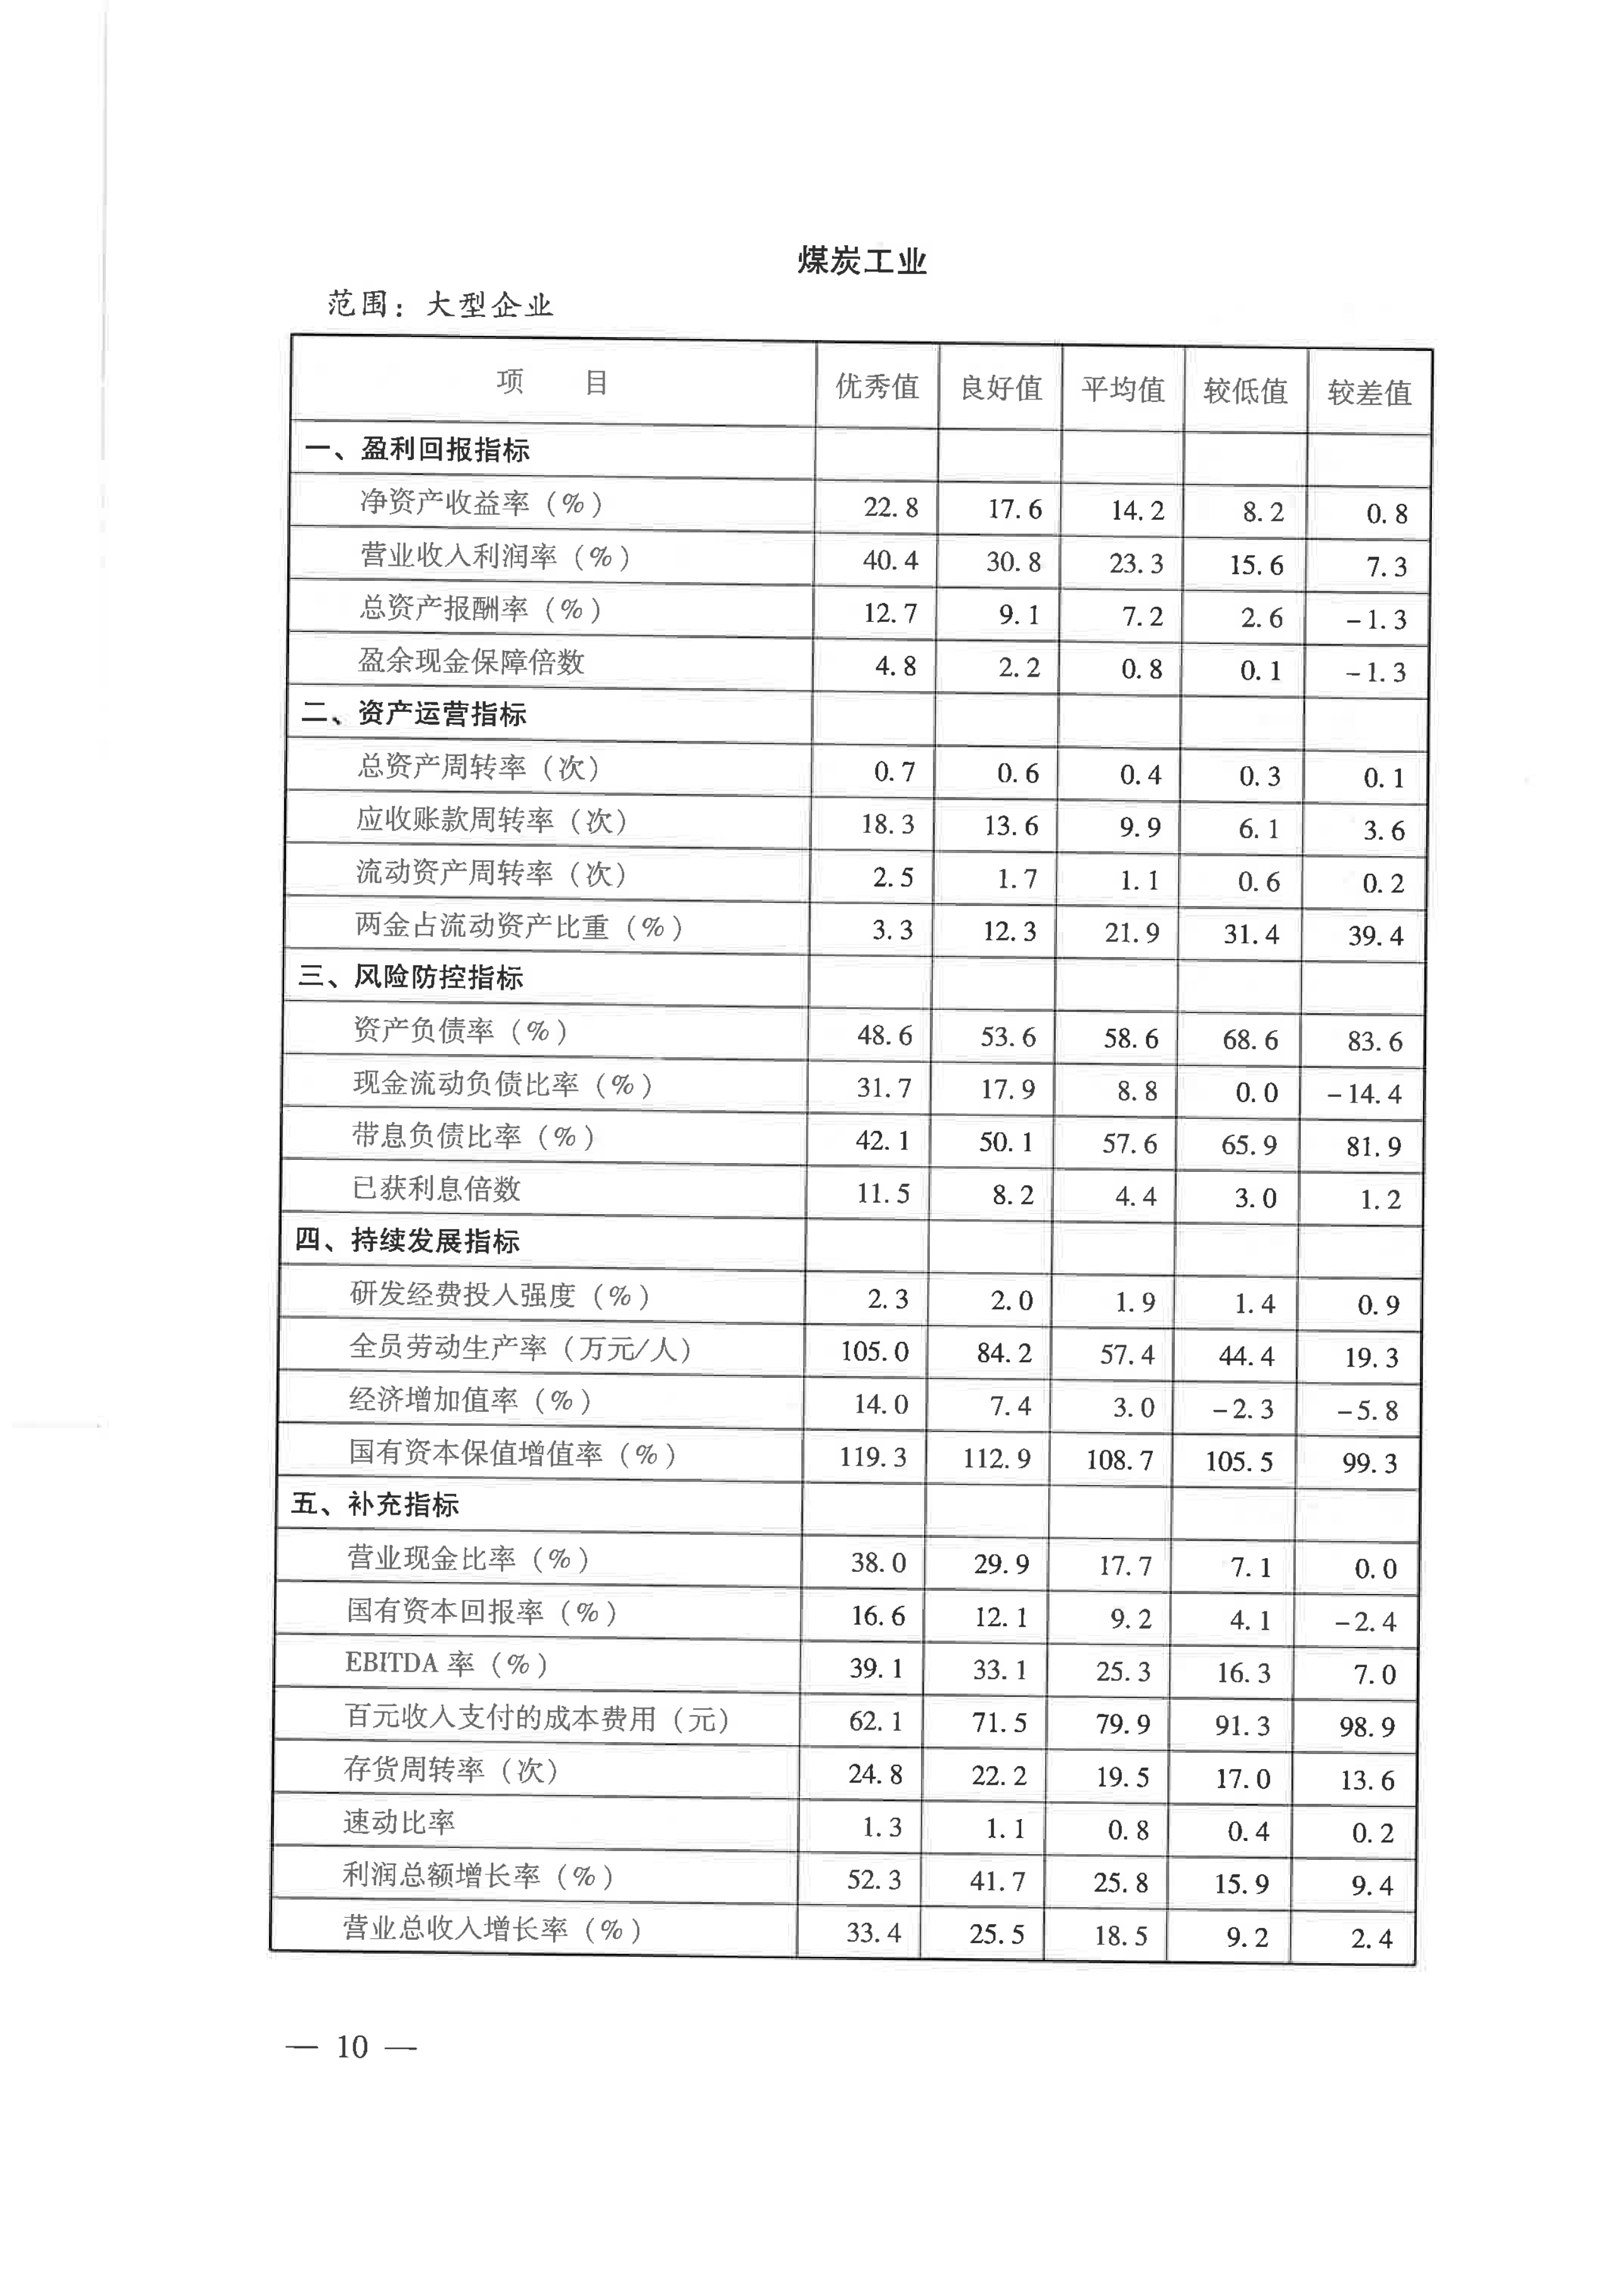 煤炭工业
范围：大型企业
项 目 优秀值 良好值 平均值 较低值 较差值
一、盈利回报指标
净资产收益率（%） 22.8 17.6 14.2 8.2 0.8
营业收入利润率（%） 40.4 30.8 23.3 15.6 7.3
总资产报酬率（%） 12.7 9.1 7.2 2.6 -1.3
盈余现金保障倍数 4.8 2.2 0.8 0.1 -1.3
二、资产运营指标
总资产周转率（次） 0.7 0.6 0.4 0.3 0.1
应收账款周转率（次） 18.3 13.6 9.9 6.1 3.6
流动资产周转率（次） 2.5 1.7 1.1 0.6 0.2
两金占流动资产比重（%） 3.3 12.3 21.9 31.4 39.4
三、风险防控指标
资产负债率（%） 48.6 53.6 58.6 68.6 83.6
现金流动负债比率（%） 31.7 17.9 8.8 0.0 -14.4
带息负债比率（%） 42.1 50.1 57.6 65.9 81.9
已获利息倍数 11.5 8.2 4.4 3.0 1.2
四、持续发展指标
研发经费投入强度（%） 2.3 2.0 1.9 1.4 0.9
全员劳动生产率（万元/人） 105.0 84.2 57.4 44.4 19.3
经济增加值率（%） 14.0 7.4 3.0 -2.3 -5.8
国有资本保值增值率（%） 119.3 112.9 108.7 105.5 99.3
五、补充指标
营业现金比率（%） 38.0 29.9 17.7 7.1 0.0
国有资本回报率（%） 16.6 12.1 9.2 4.1 -2.4
EBITDA 率（%） 39.1 33.1 25.3 16.3 7.0
百元收入支付的成本费用（元） 62.1 71.5 79.9 91.3 98.9
存货周转率（次） 24.8 22.2 19.5 17.0 13.6
速动比率 1.3 1.1 0.8 0.4 0.2
利润总额增长率（%） 52.3 41.7 25.8 15.9 9.4
营业总收入增长率（%） 33.4 25.5 18.5 9.2 2.4
— 10 —